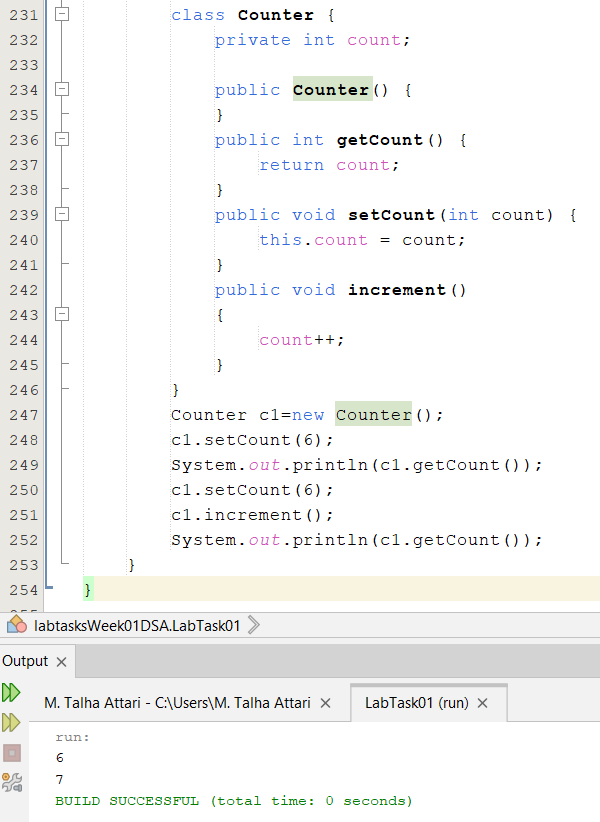 231 class Counter {
232 private int count;
233
234 public Counter() {
235 }
236 public int getCount() {
237 return count;
238 }
239 public void setCount(int count) {
240 this.count = count;
241 }
242 public void increment()
243 {
244 count++;
245 }
246 }
247 Counter c1=new Counter();
248 c1.setCount(6);
249 System.out.println(c1.getCount());
250 c1.setCount(6);
251 c1.increment();
252 System.out.println(c1.getCount());
253 }
254 }
labtasksWeek01DSA.LabTask01
Output
M. Talha Attari - C:\Users\M. Talha Attari LabTask01 (run)
run:
6
7
BUILD SUCCESSFUL (total time: 0 seconds)